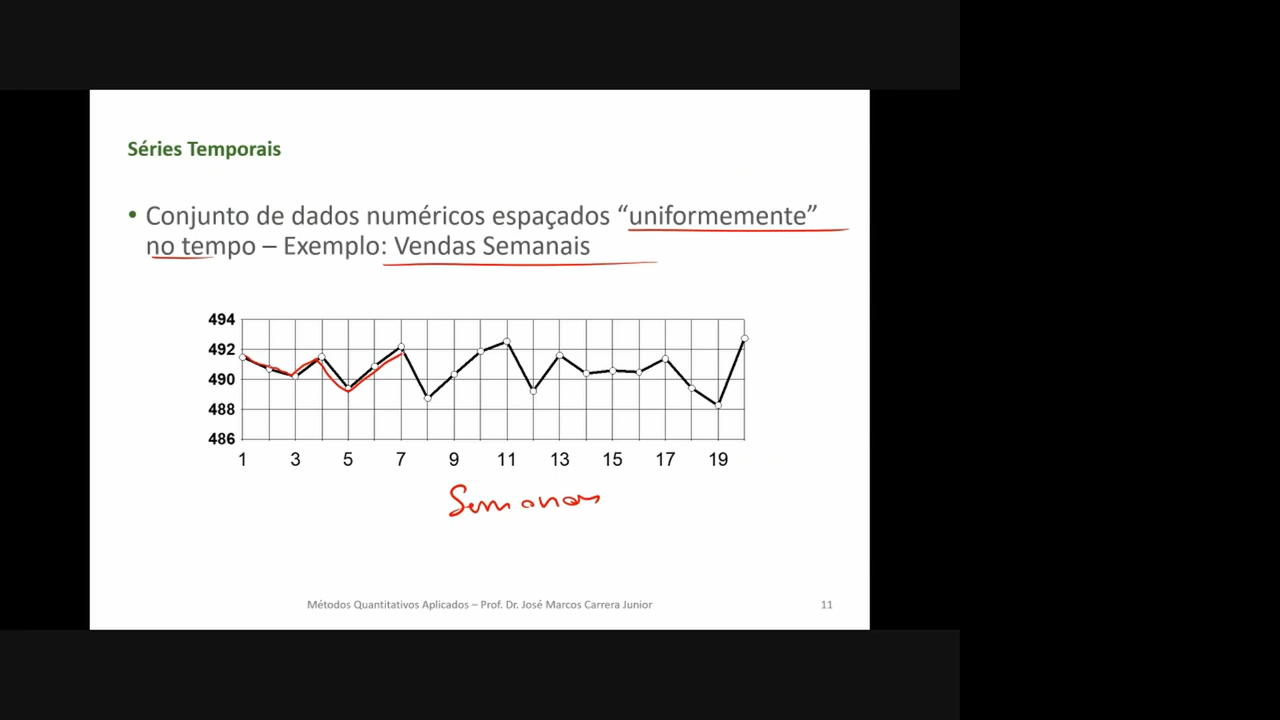 Séries Temporais
• Conjunto de dados numéricos espaçados “uniformemente”
no tempo – Exemplo: Vendas Semanais
494
492
490
488
486
1 3 5 7 9 11 13 15 17 19
Semanas
Métodos Quantitativos Aplicados – Prof. Dr. José Marcos Carrera Junior 11